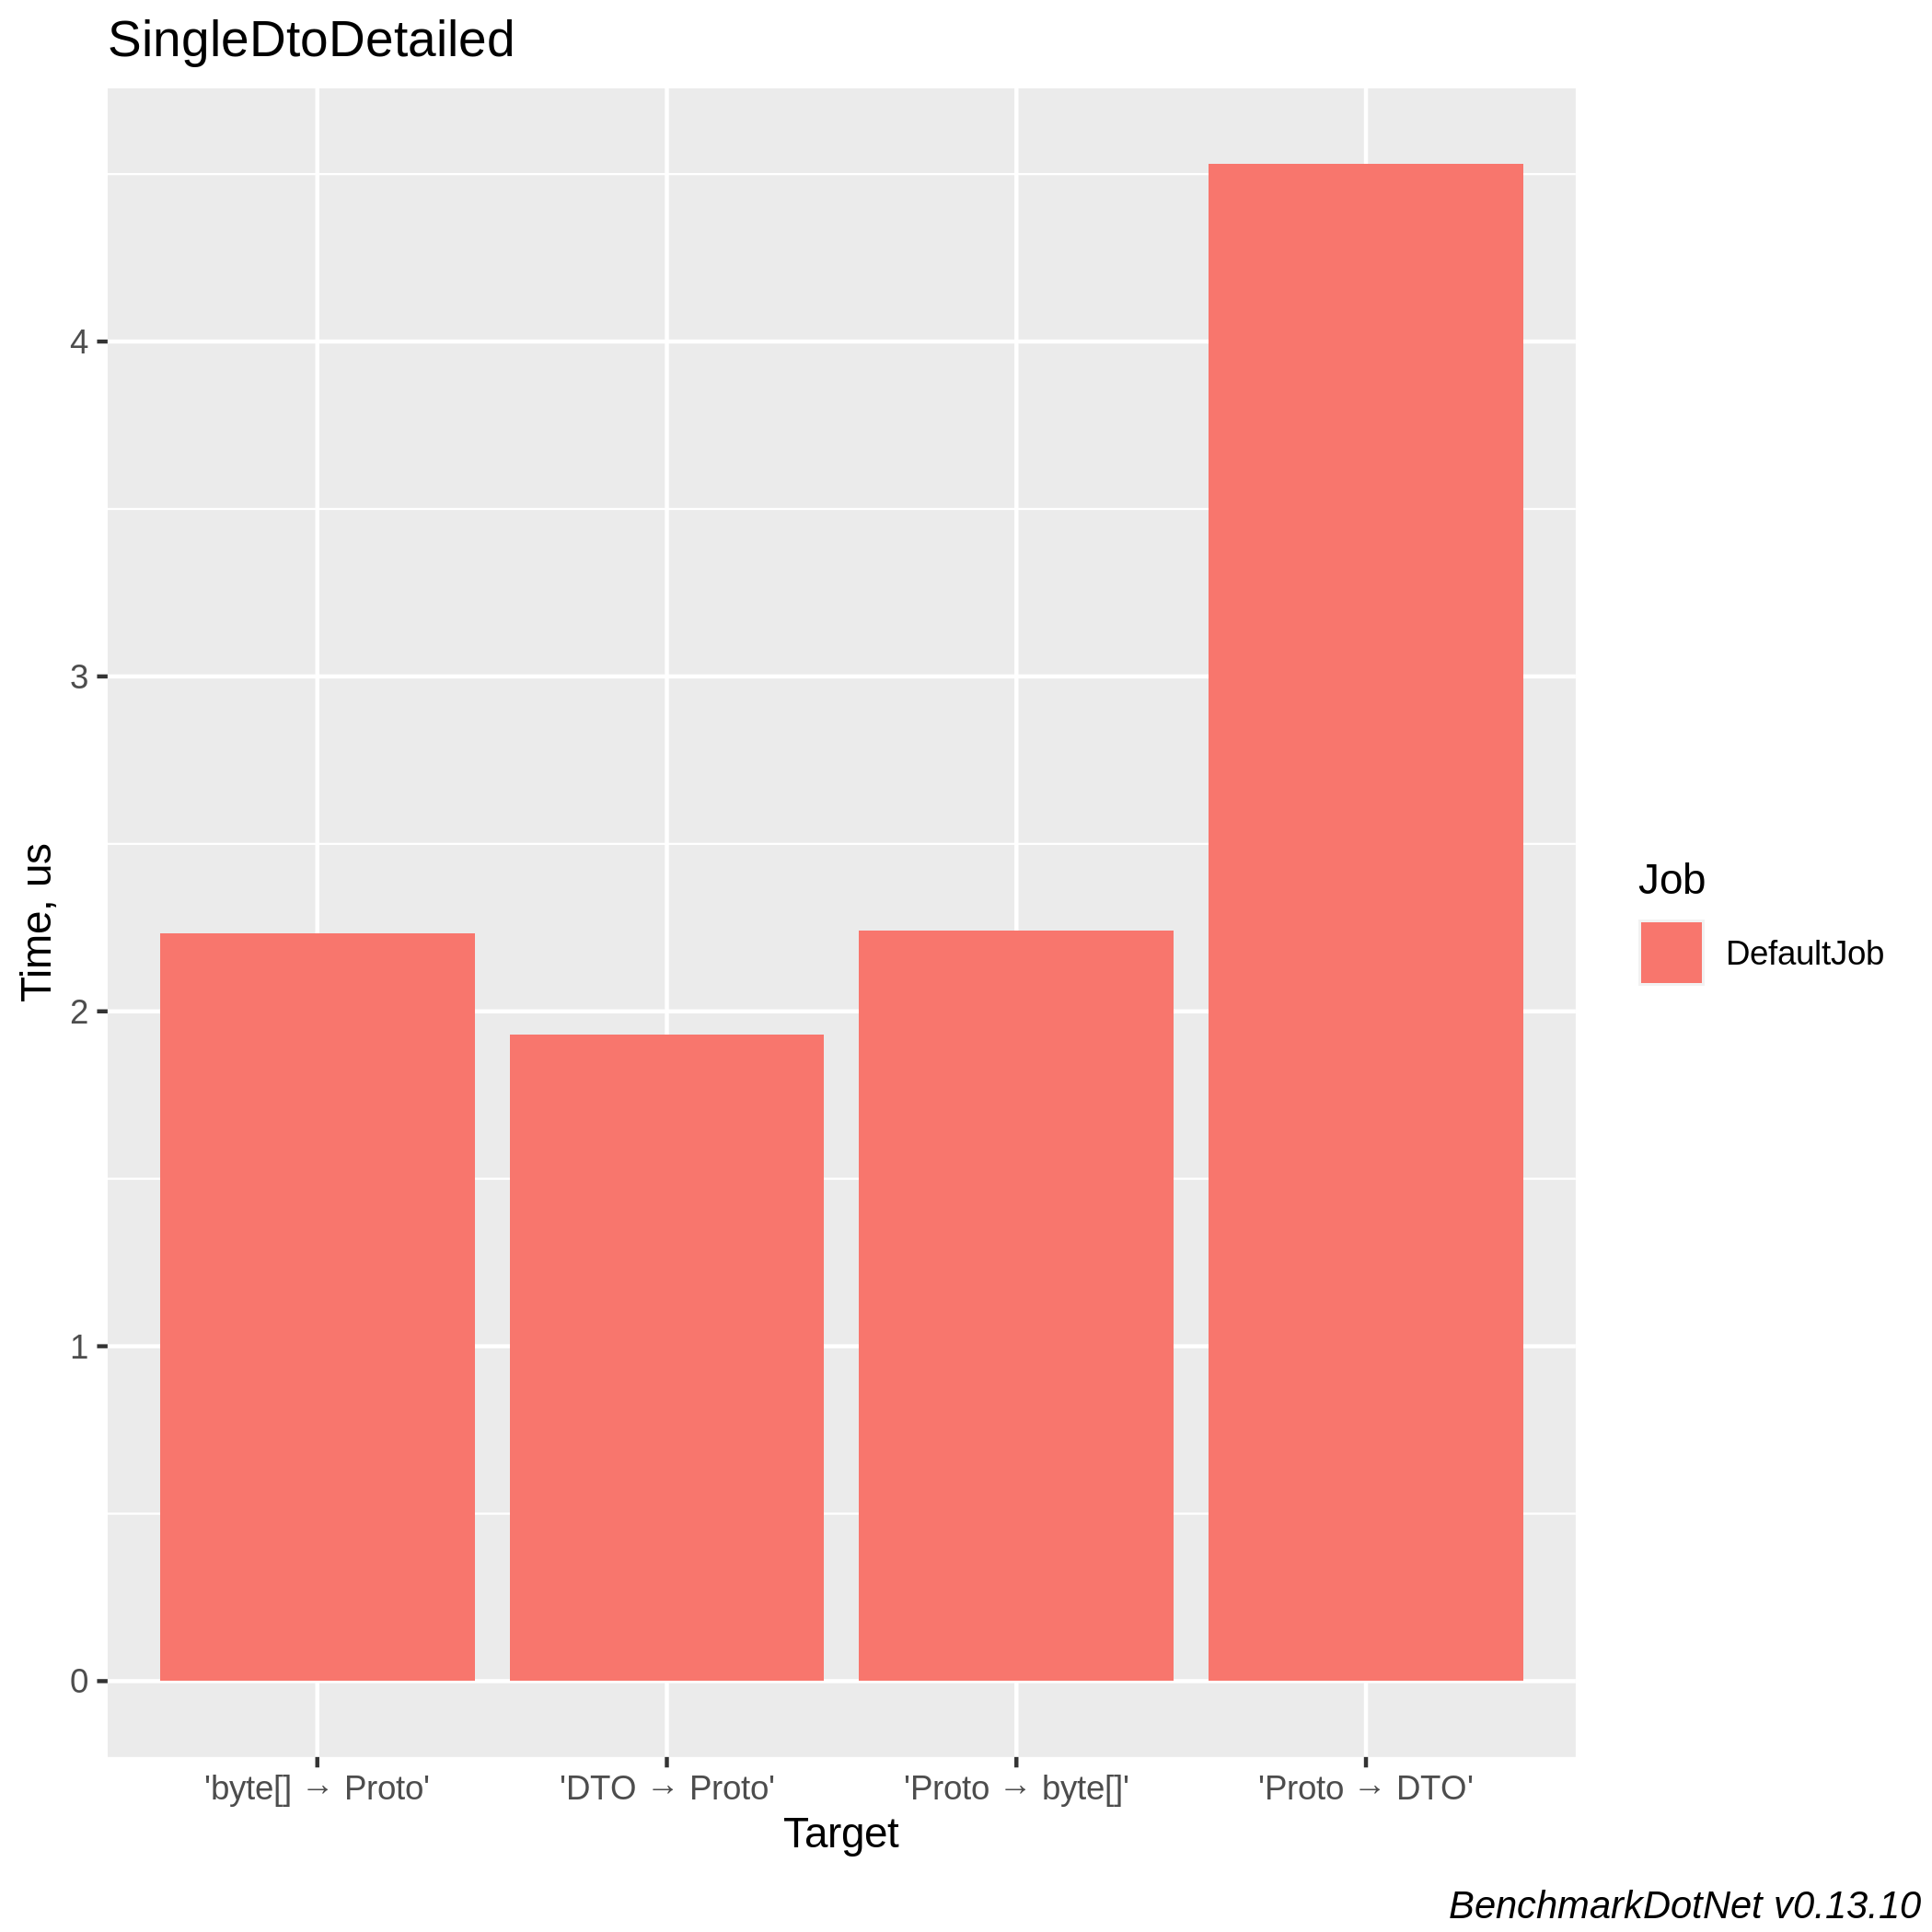 SingleDtoDetailed
Time, us
4
3
2
1
0
'byte[] → Proto'
'DTO → Proto'
'Proto → byte[]'
'Proto → DTO'
Target
Job
DefaultJob
BenchmarkDotNet v0.13.10